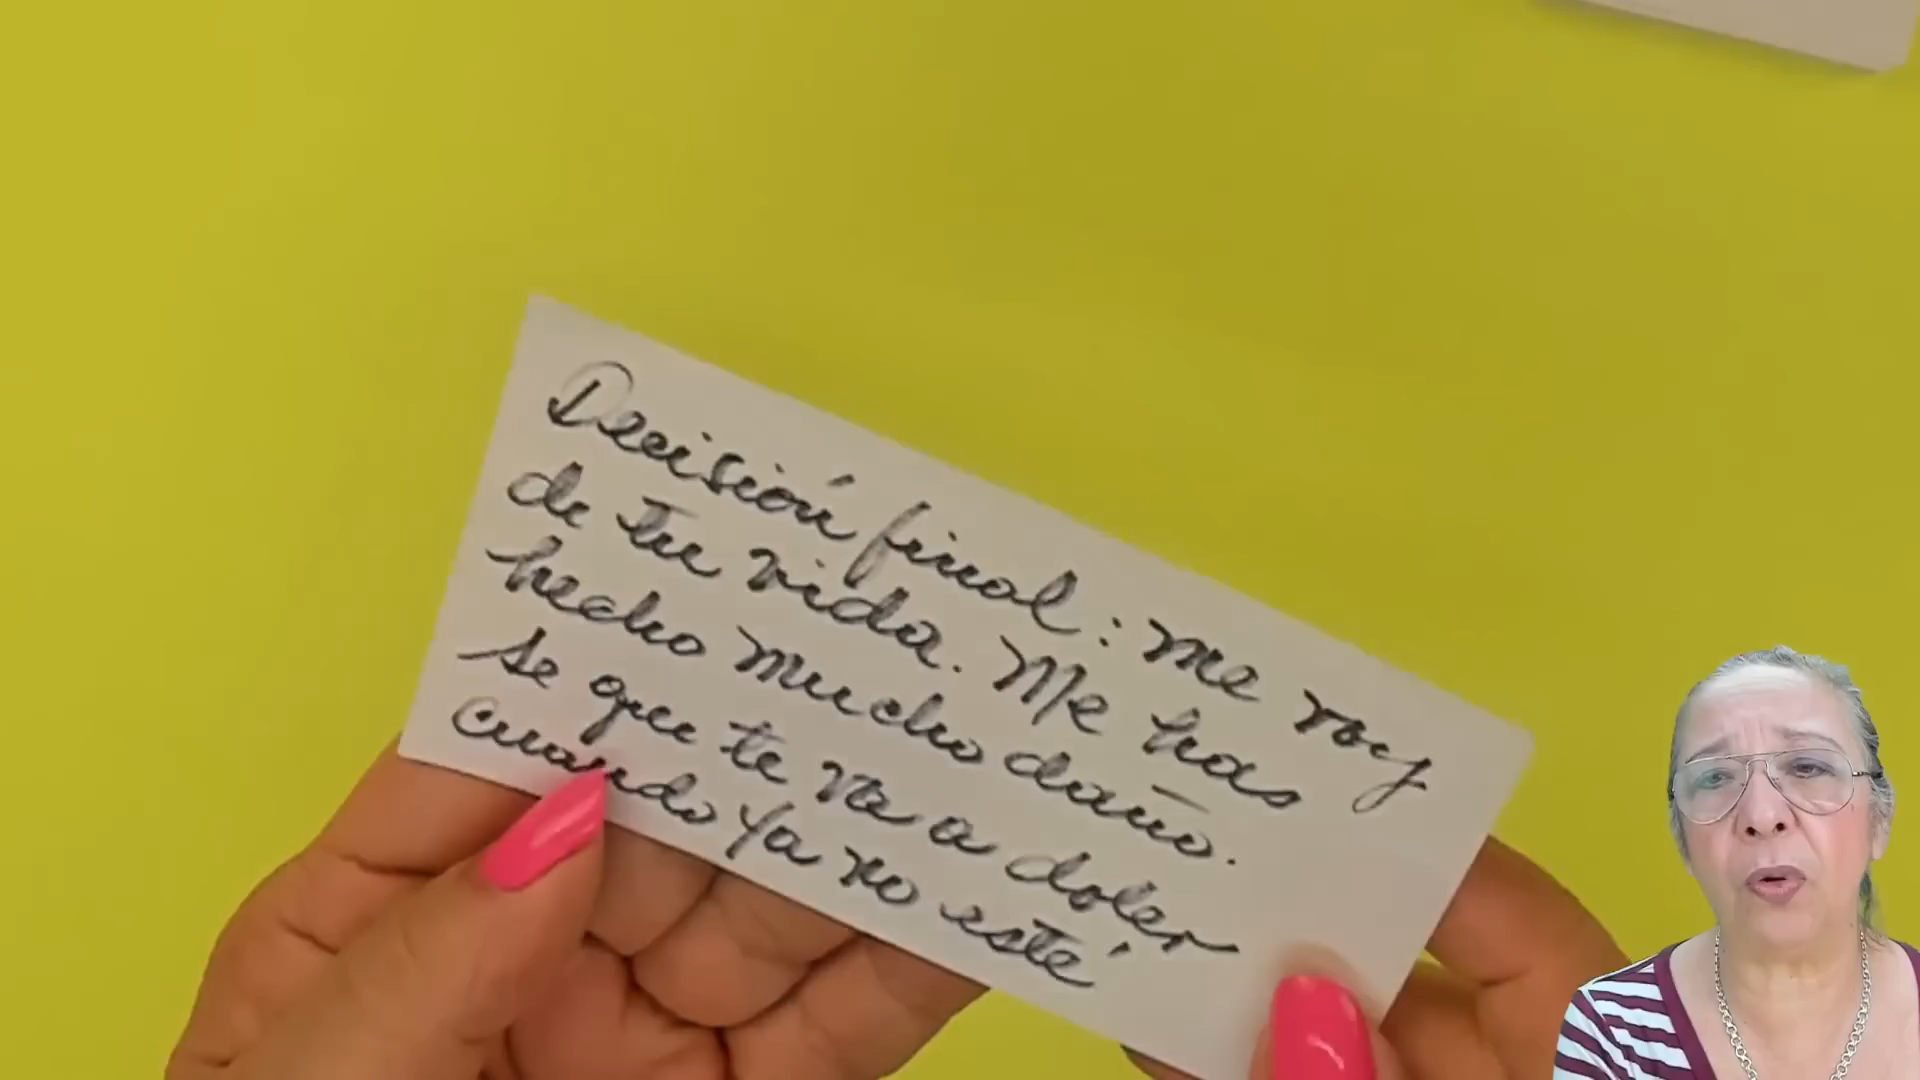 Decisión final: me voy
de tu vida. Me has
hecho mucho daño.
Se que te va a doler
cuando ya no esté